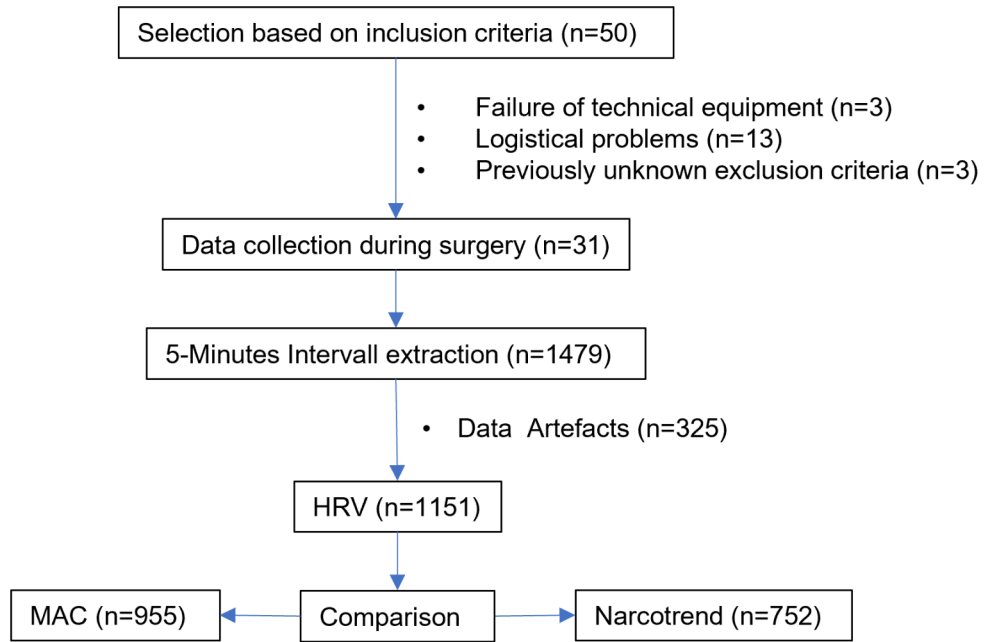 Selection based on inclusion criteria (n=50)
• Failure of technical equipment (n=3)
• Logistical problems (n=13)
• Previously unknown exclusion criteria (n=3)
Data collection during surgery (n=31)
5-Minutes Intervall extraction (n=1479)
• Data Artefacts (n=325)
HRV (n=1151)
MAC (n=955)
Comparison
Narcotrend (n=752)